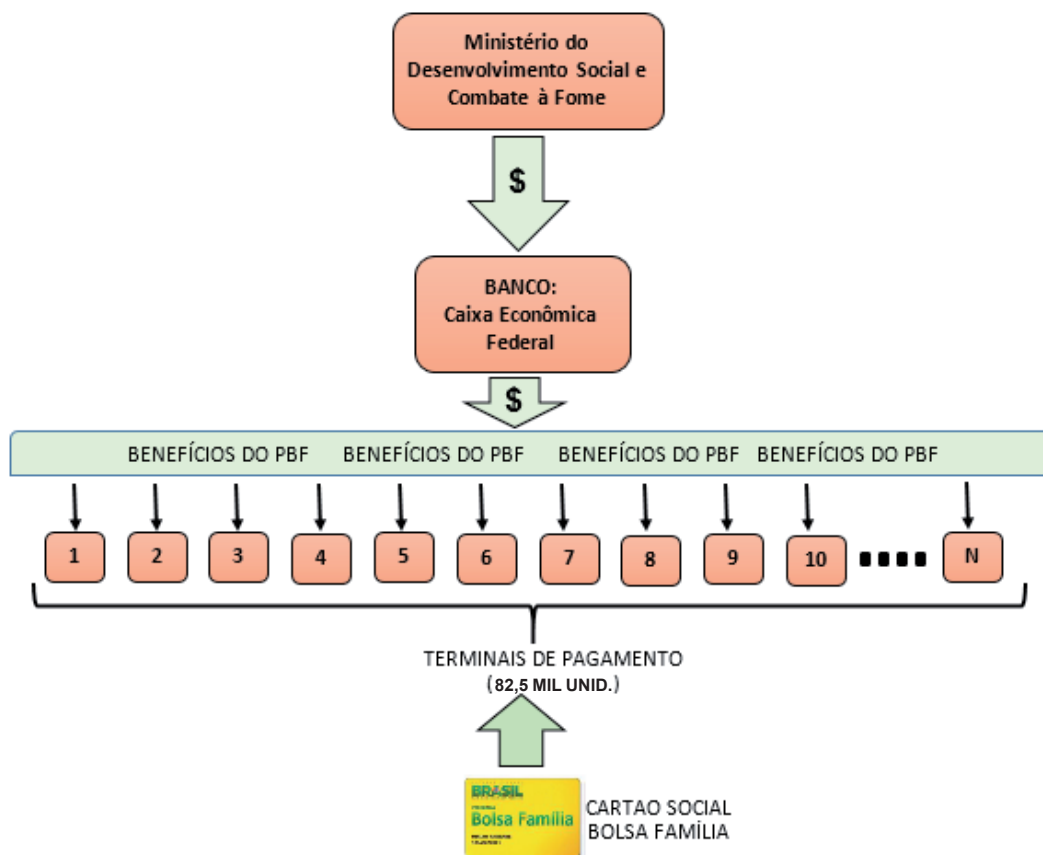 Ministério do
Desenvolvimento Social e
Combate à Fome
$
BANCO:
Caixa Econômica
Federal
$
BENEFÍCIOS DO PBF BENEFÍCIOS DO PBF BENEFÍCIOS DO PBF BENEFÍCIOS DO PBF
1 2 3 4 5 6 7 8 9 10 N
TERMINAIS DE PAGAMENTO
(82,5 MIL UNID.)
BRASIL
Bolsa Família
CARTAO SOCIAL
BOLSA FAMÍLIA